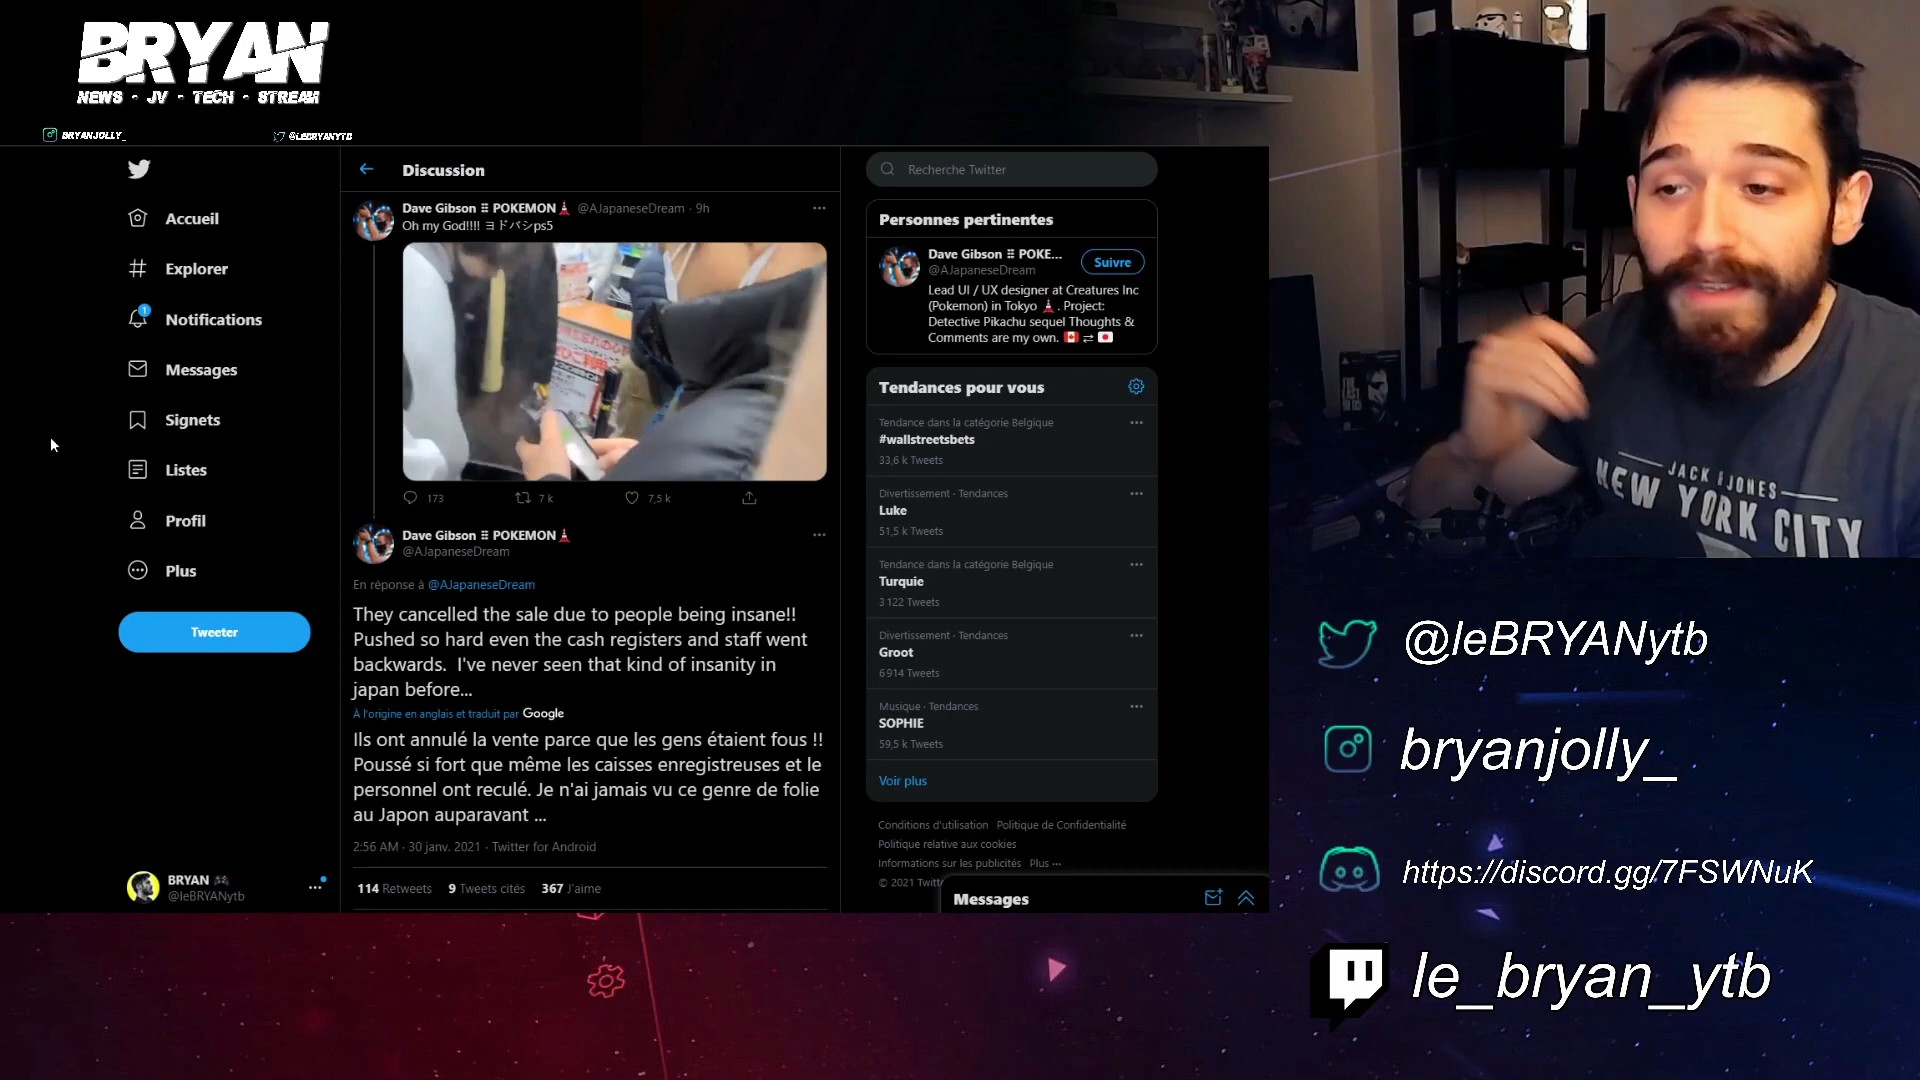 BRYAN
NEWS - JV - TECH - STREAM
BRYANJOLLY_
@LEBRYANYTB
Accueil
Explorer
1
Notifications
Messages
Signets
Listes
Profil
Plus
Tweeter
BRYAN
@leBRYANytb
Discussion
Dave Gibson POKEMON @AJapaneseDream · 9h
Oh my God!!!! ヨドバシps5
173
7 k
7,5 k
Dave Gibson POKEMON
@AJapaneseDream
En réponse à @AJapaneseDream
They cancelled the sale due to people being insane!!
Pushed so hard even the cash registers and staff went
backwards. I've never seen that kind of insanity in
japan before...
À l'origine en anglais et traduit par Google
Ils ont annulé la vente parce que les gens étaient fous !!
Poussé si fort que même les caisses enregistreuses et le
personnel ont reculé. Je n'ai jamais vu ce genre de folie
au Japon auparavant ...
2:56 AM · 30 janv. 2021 · Twitter for Android
114 Retweets 9 Tweets cités 367 J'aime
Recherche Twitter
Personnes pertinentes
Dave Gibson POKE...
@AJapaneseDream
Suivre
Lead UI / UX designer at Creatures Inc
(Pokemon) in Tokyo . Project:
Detective Pikachu sequel Thoughts &
Comments are my own.
Tendances pour vous
Tendance dans la catégorie Belgique
#wallstreetsbets
33,6 k Tweets
Divertissement · Tendances
Luke
51,5 k Tweets
Tendance dans la catégorie Belgique
Turquie
3 122 Tweets
Divertissement · Tendances
Groot
6 914 Tweets
Musique · Tendances
SOPHIE
59,5 k Tweets
Voir plus
Conditions d'utilisation Politique de Confidentialité
Politique relative aux cookies
Informations sur les publicités Plus ···
© 2021 Twitt
Messages
JACK & JONES
NEW YORK CITY
@leBRYANytb
bryanjolly_
https://discord.gg/7FSWNuK
le_bryan_ytb